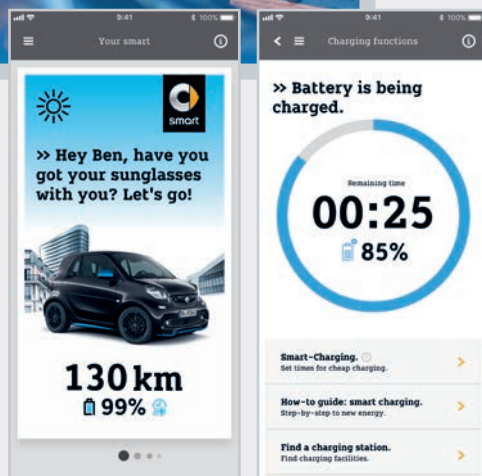 9:41
100%
Your smart
smart
>> Hey Ben, have you
got your sunglasses
with you? Let's go!
130 km
99%
9:41
100%
Charging functions
>> Battery is being
charged.
Remaining time
00:25
85%
Smart-Charging.
Set times for cheap charging.
How-to guide: smart charging.
Step-by-step to new energy.
Find a charging station.
Find charging facilities.